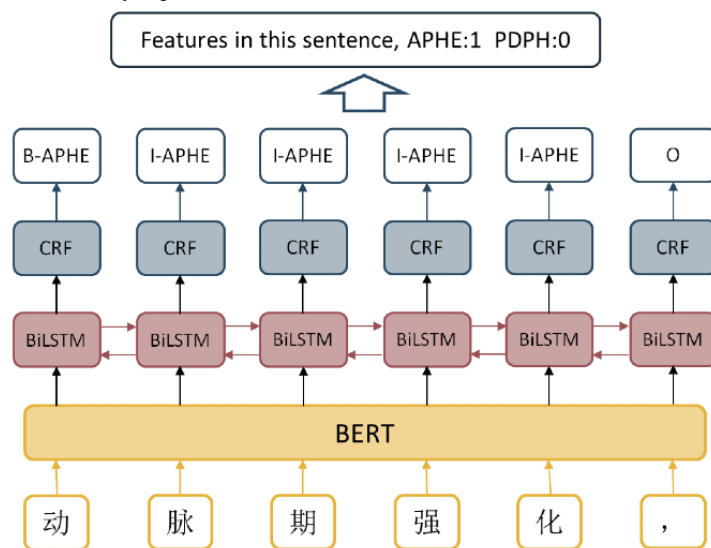 Features in this sentence, APHE:1 PDPH:0
B-APHE I-APHE I-APHE I-APHE I-APHE O
CRF CRF CRF CRF CRF CRF
BiLSTM BiLSTM BiLSTM BiLSTM BiLSTM BiLSTM
BERT
动 脉 期 强 化 ，